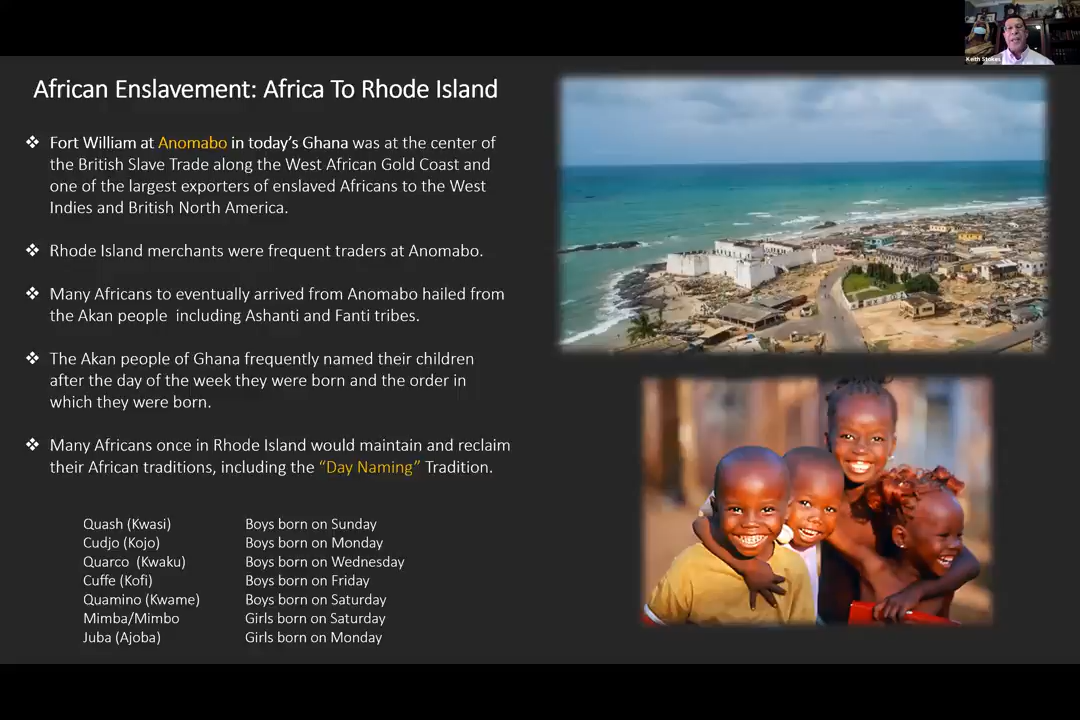 Keith Stokes
African Enslavement: Africa To Rhode Island
❖ Fort William at Anomabo in today's Ghana was at the center of
the British Slave Trade along the West African Gold Coast and
one of the largest exporters of enslaved Africans to the West
Indies and British North America.
❖ Rhode Island merchants were frequent traders at Anomabo.
❖ Many Africans to eventually arrived from Anomabo hailed from
the Akan people including Ashanti and Fanti tribes.
❖ The Akan people of Ghana frequently named their children
after the day of the week they were born and the order in
which they were born.
❖ Many Africans once in Rhode Island would maintain and reclaim
their African traditions, including the “Day Naming” Tradition.
Quash (Kwasi) Boys born on Sunday
Cudjo (Kojo) Boys born on Monday
Quarco (Kwaku) Boys born on Wednesday
Cuffe (Kofi) Boys born on Friday
Quamino (Kwame) Boys born on Saturday
Mimba/Mimbo Girls born on Saturday
Juba (Ajoba) Girls born on Monday